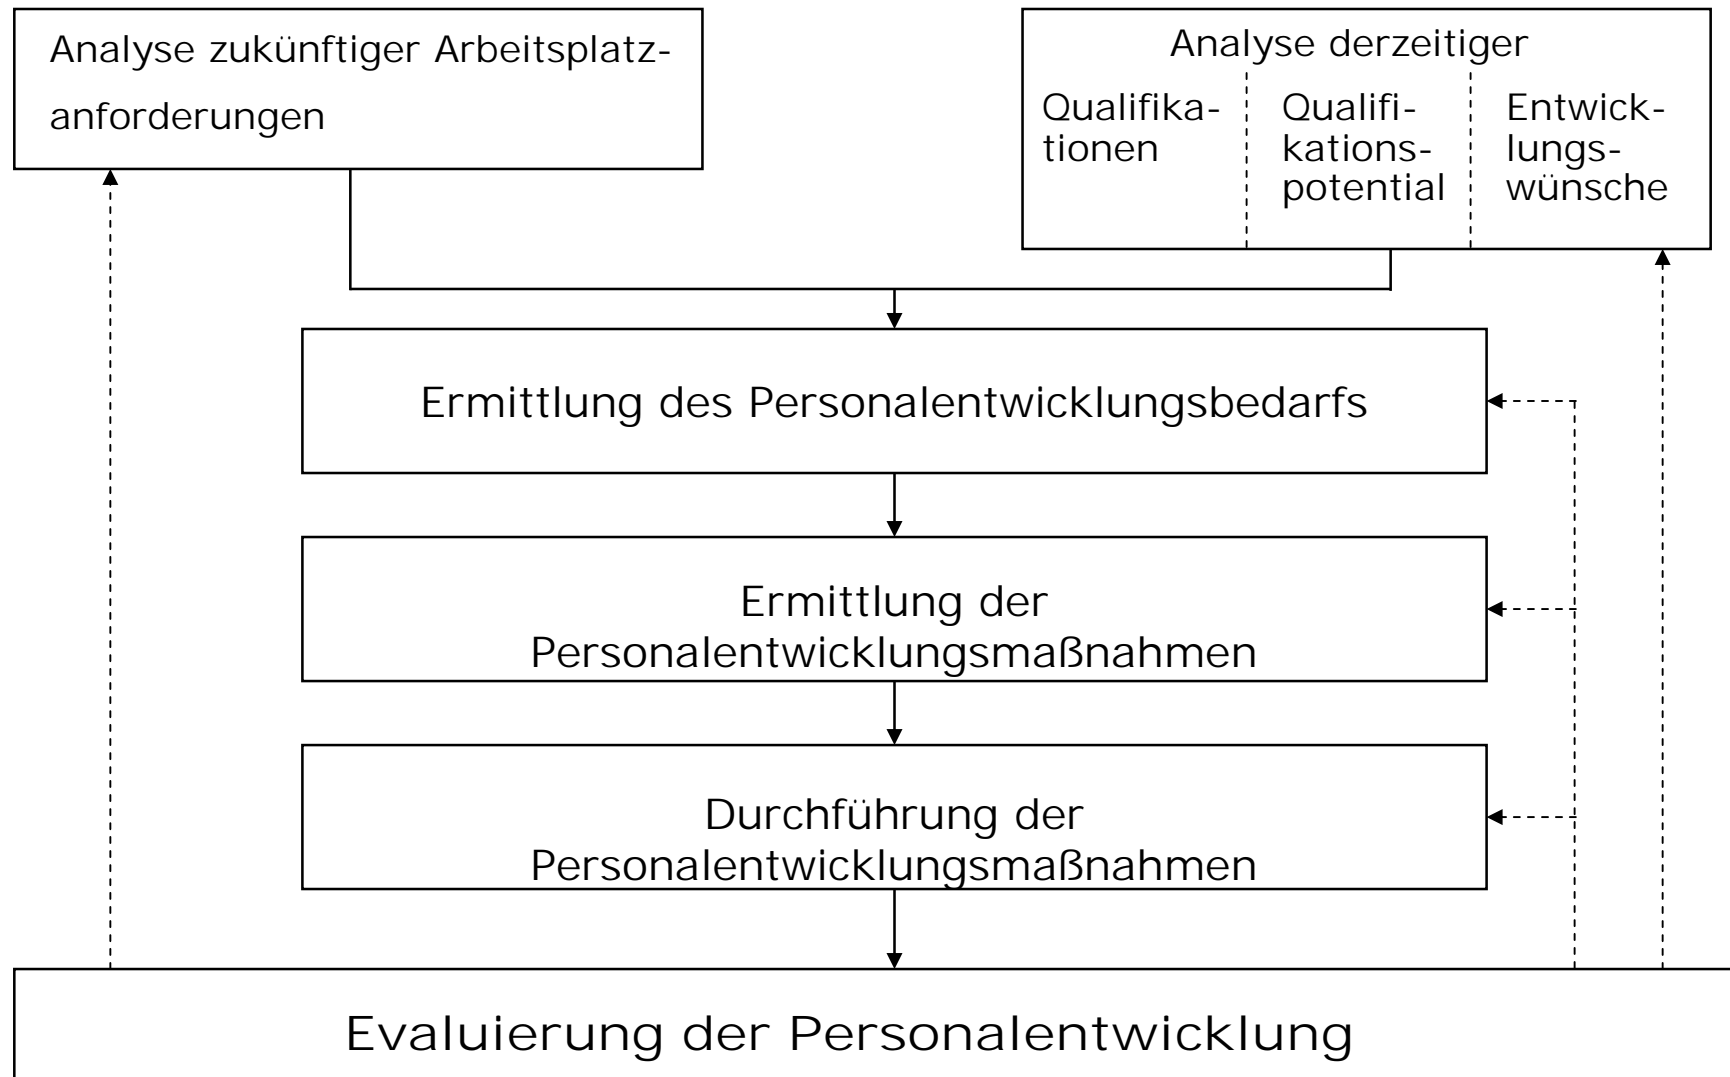 Analyse zukünftiger Arbeitsplatz-
anforderungen
Analyse derzeitiger
Qualifika-
tionen
Qualifi-
kations-
potential
Entwick-
lungs-
wünsche
Ermittlung des Personalentwicklungsbedarfs
Ermittlung der
Personalentwicklungsmaßnahmen
Durchführung der
Personalentwicklungsmaßnahmen
Evaluierung der Personalentwicklung